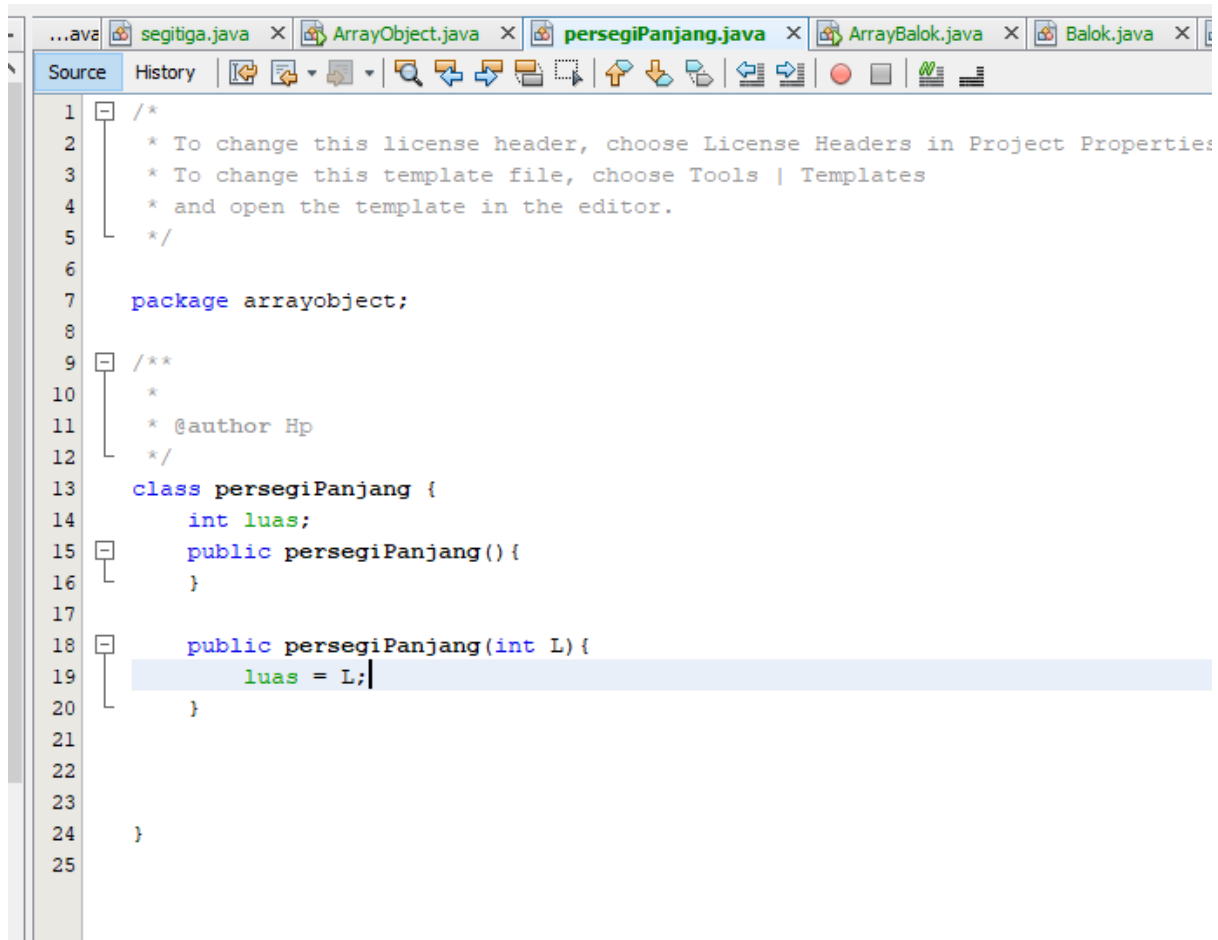 ...ava segitiga.java ArrayObject.java persegiPanjang.java ArrayBalok.java Balok.java
Source History
1 /*
2 * To change this license header, choose License Headers in Project Properties
3 * To change this template file, choose Tools | Templates
4 * and open the template in the editor.
5 */
6
7 package arrayobject;
8
9 /**
10 *
11 * @author Hp
12 */
13 class persegiPanjang {
14 int luas;
15 public persegiPanjang(){
16 }
17
18 public persegiPanjang(int L){
19 luas = L;
20 }
21
22
23
24 }
25